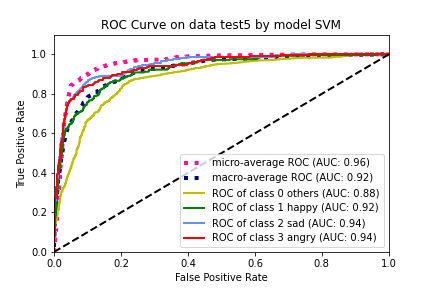 ROC Curve on data test5 by model SVM
True Positive Rate
1.0
0.8
0.6
0.4
0.2
0.0
micro-average ROC (AUC: 0.96)
macro-average ROC (AUC: 0.92)
ROC of class 0 others (AUC: 0.88)
ROC of class 1 happy (AUC: 0.92)
ROC of class 2 sad (AUC: 0.94)
ROC of class 3 angry (AUC: 0.94)
0.0 0.2 0.4 0.6 0.8 1.0
False Positive Rate